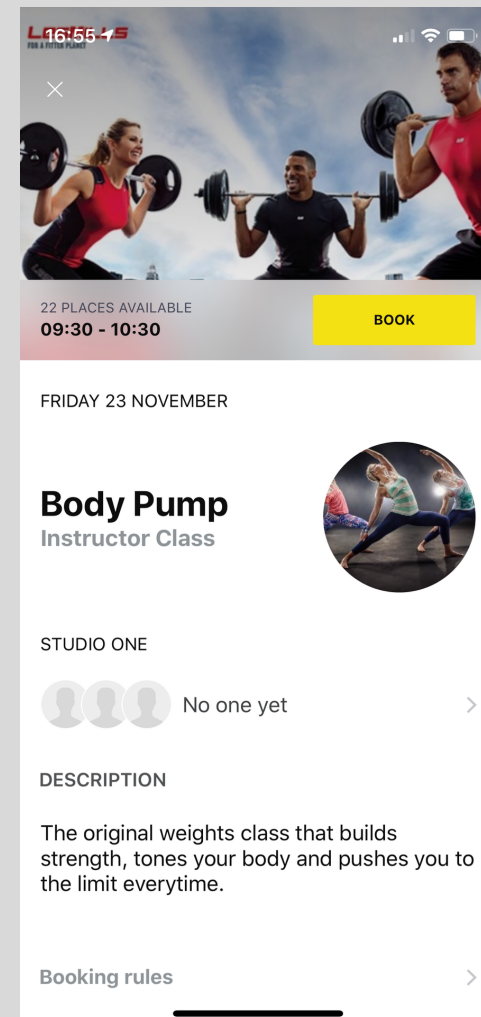 16:55
FOR A FITTER PLANET
22 PLACES AVAILABLE
09:30 - 10:30
BOOK
FRIDAY 23 NOVEMBER
Body Pump
Instructor Class
STUDIO ONE
No one yet
DESCRIPTION
The original weights class that builds
strength, tones your body and pushes you to
the limit everytime.
Booking rules